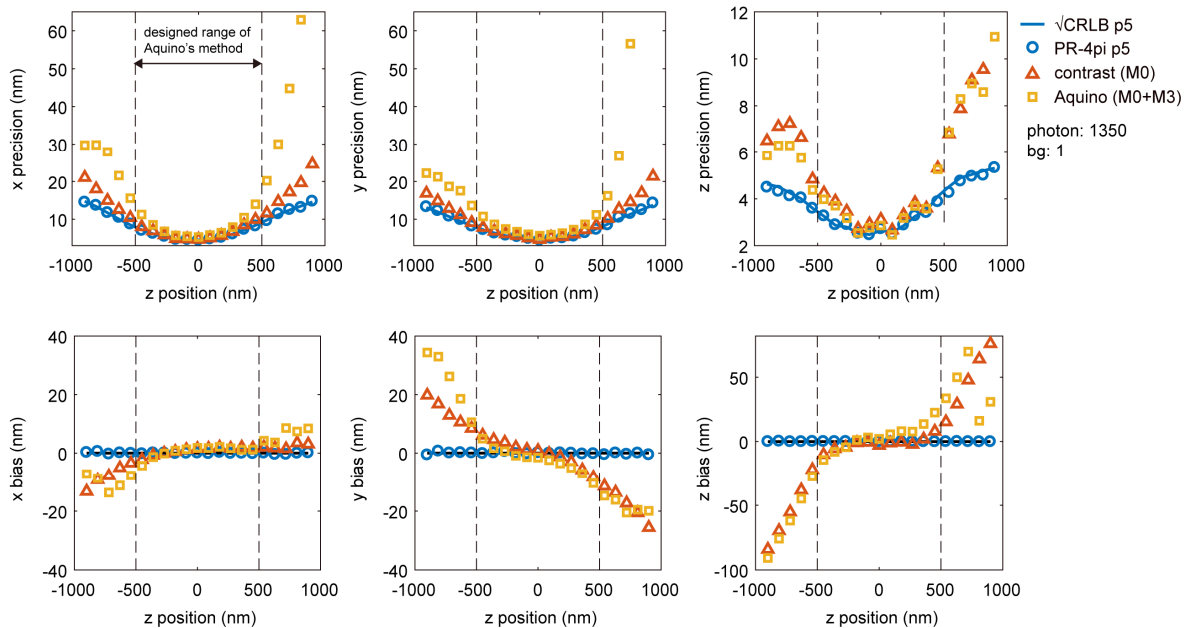 60
50
40
30
20
10
-1000 -500 0 500 1000
x precision (nm)
z position (nm)
designed range of
Aquino's method
60
50
40
30
20
10
-1000 -500 0 500 1000
y precision (nm)
z position (nm)
12
10
8
6
4
2
-1000 -500 0 500 1000
z precision (nm)
z position (nm)
√CRLB p5
PR-4pi p5
contrast (M0)
Aquino (M0+M3)
photon: 1350
bg: 1
40
20
0
-20
-40
-1000 -500 0 500 1000
x bias (nm)
z position (nm)
40
20
0
-20
-40
-1000 -500 0 500 1000
y bias (nm)
z position (nm)
50
0
-50
-100
-1000 -500 0 500 1000
z bias (nm)
z position (nm)